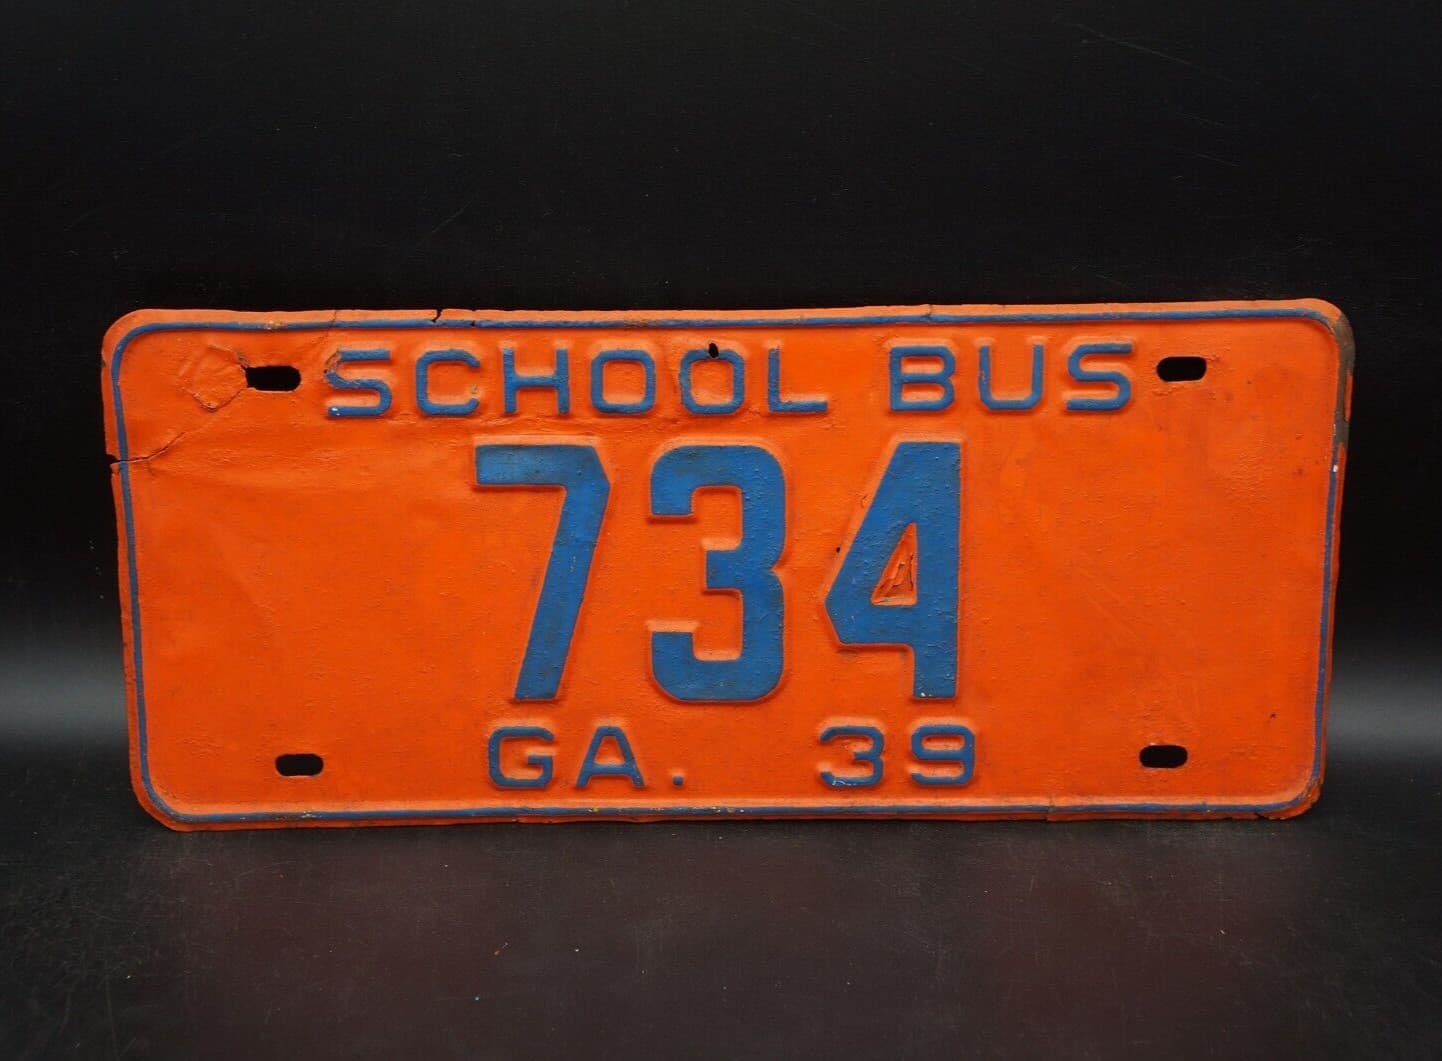 SCHOOL BUS
734
GA. 39